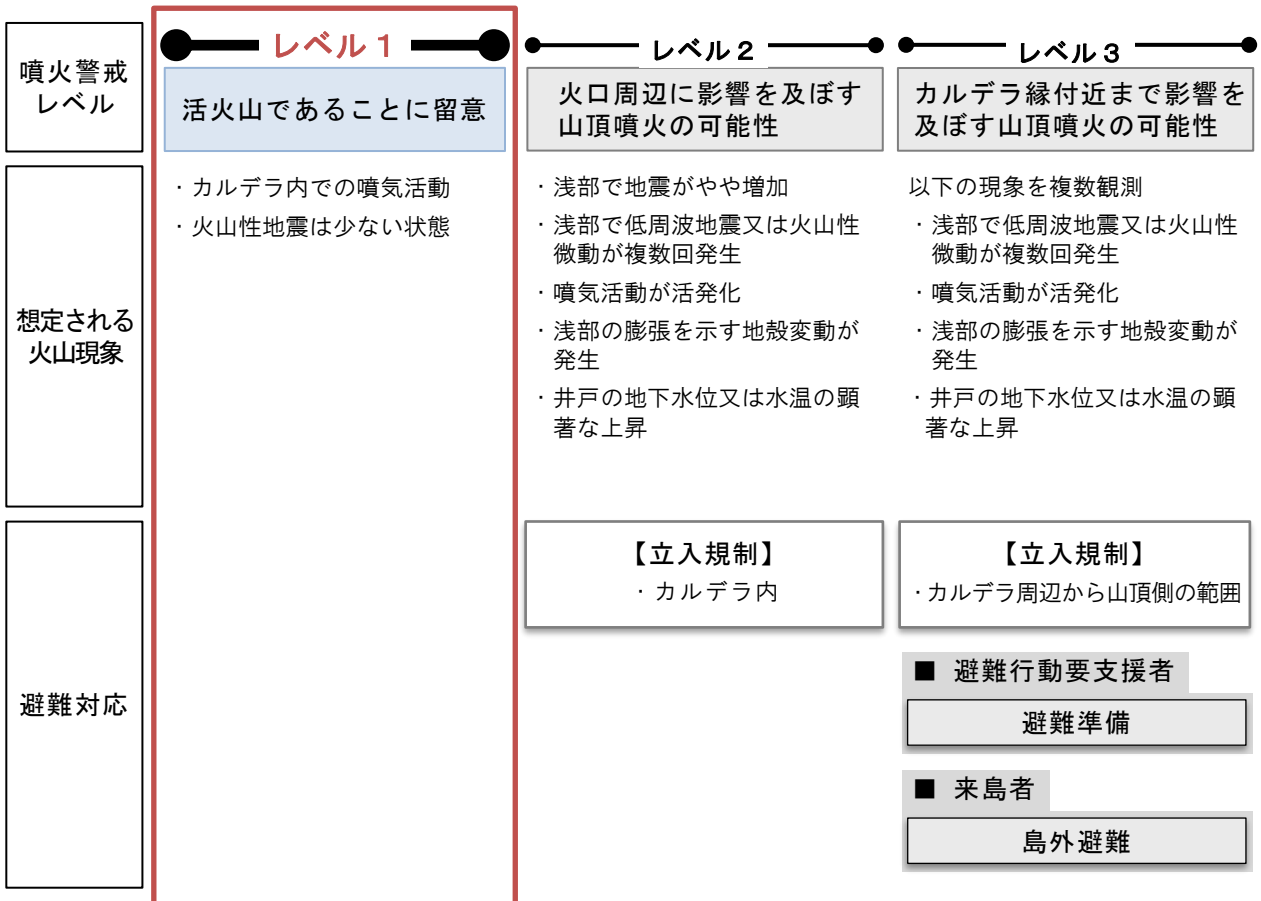 噴火警戒
レベル
レベル１
活火山であることに留意
レベル２
火口周辺に影響を及ぼす
山頂噴火の可能性
レベル３
カルデラ縁付近まで影響を
及ぼす山頂噴火の可能性
想定される
火山現象
・カルデラ内での噴気活動
・火山性地震は少ない状態
・浅部で地震がやや増加
・浅部で低周波地震又は火山性
微動が複数回発生
・噴気活動が活発化
・浅部の膨張を示す地殻変動が
発生
・井戸の地下水位又は水温の顕
著な上昇
以下の現象を複数観測
・浅部で低周波地震又は火山性
微動が複数回発生
・噴気活動が活発化
・浅部の膨張を示す地殻変動が
発生
・井戸の地下水位又は水温の顕
著な上昇
避難対応
【立入規制】
・カルデラ内
【立入規制】
・カルデラ周辺から山頂側の範囲
■ 避難行動要支援者
避難準備
■ 来島者
島外避難